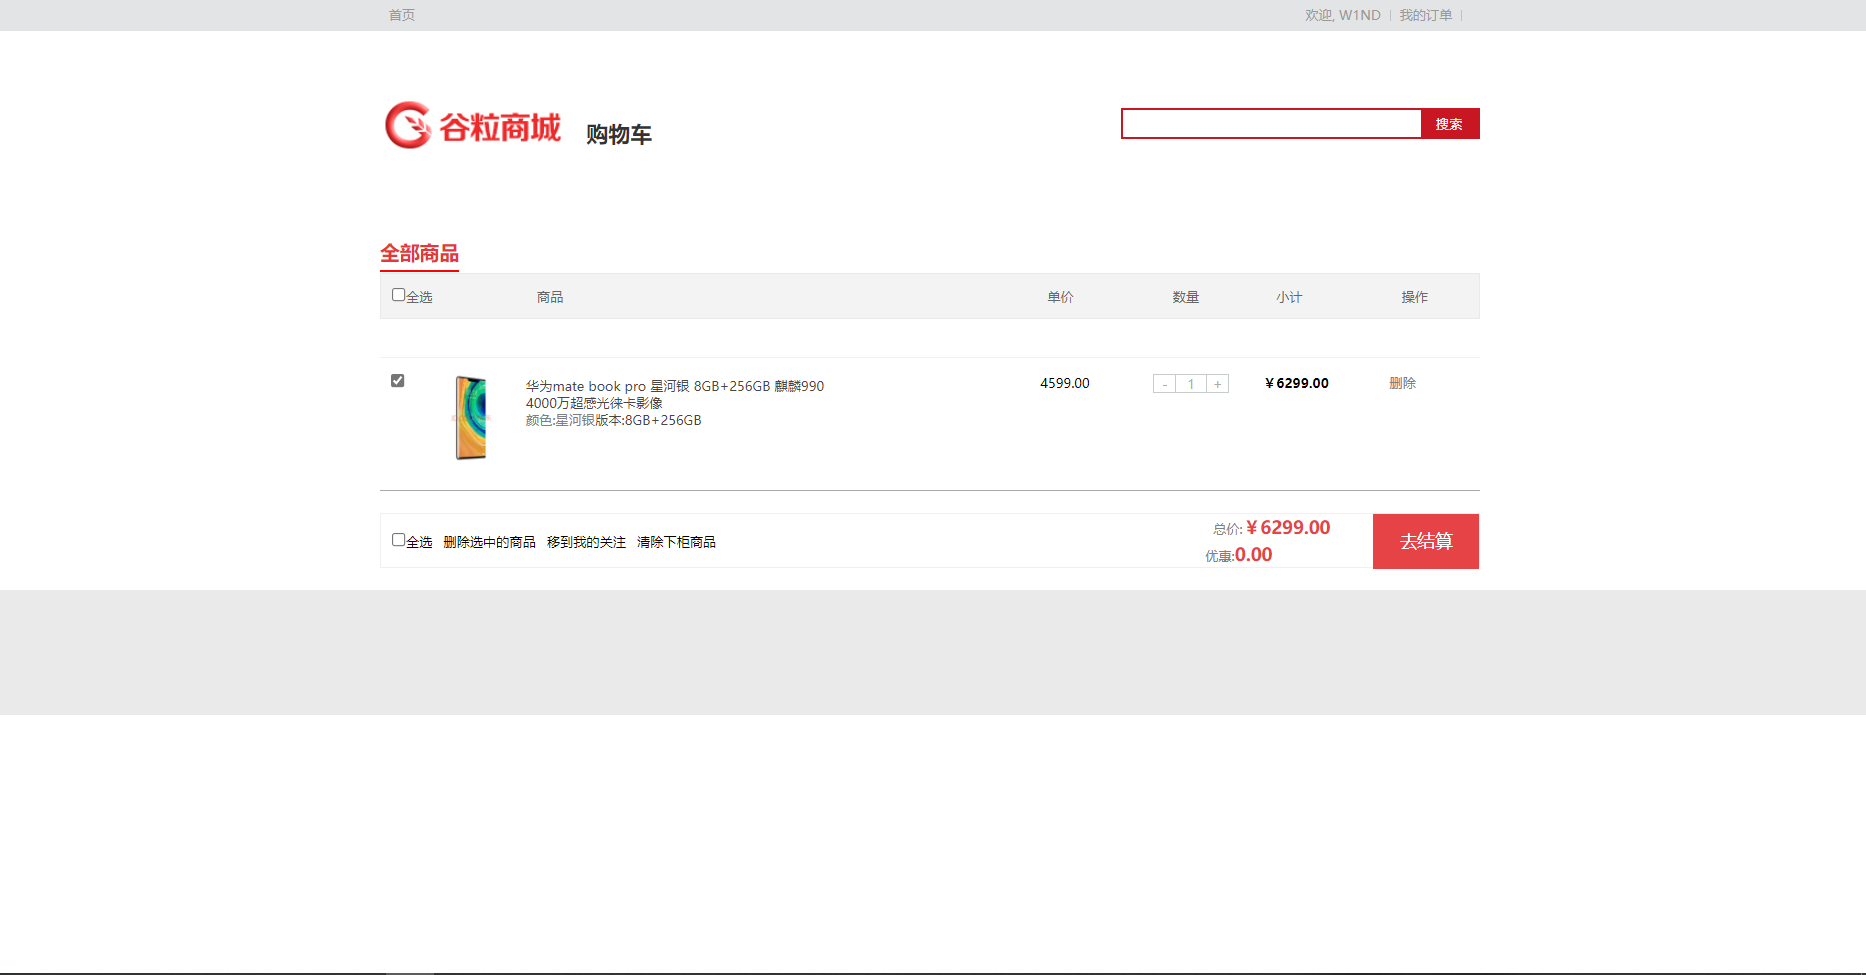 首页
欢迎, W1ND
我的订单
谷粒商城
购物车
搜索
全部商品
全选 商品 单价 数量 小计 操作
华为mate book pro 星河银 8GB+256GB 麒麟990
4000万超感光徕卡影像
颜色:星河银版本:8GB+256GB
4599.00
- 1 +
¥6299.00
删除
全选 删除选中的商品 移到我的关注 清除下柜商品
总价: ¥6299.00
优惠:0.00
去结算